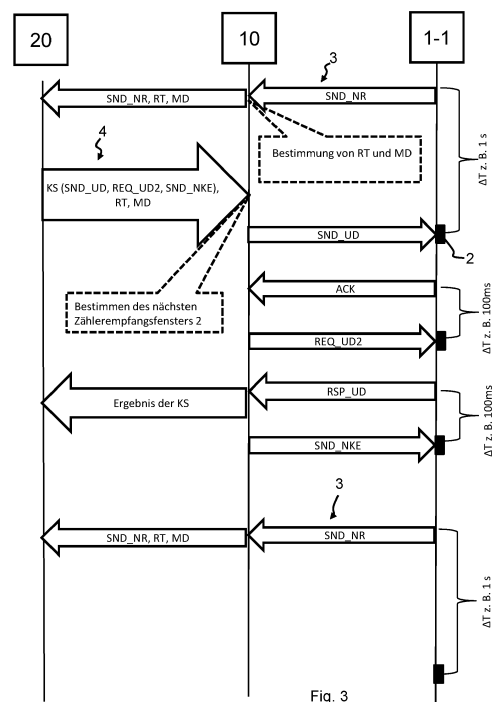 20
10
1-1
3
SND_NR, RT, MD
SND_NR
Bestimmung von RT und MD
ΔT z. B. 1 s
4
KS (SND_UD, REQ_UD2, SND_NKE),
RT, MD
SND_UD
2
Bestimmen des nächsten
Zählerempfangsfensters 2
ACK
ΔT z. B. 100ms
REQ_UD2
Ergebnis der KS
RSP_UD
ΔT z. B. 100ms
SND_NKE
3
SND_NR, RT, MD
SND_NR
ΔT z. B. 1 s
Fig. 3